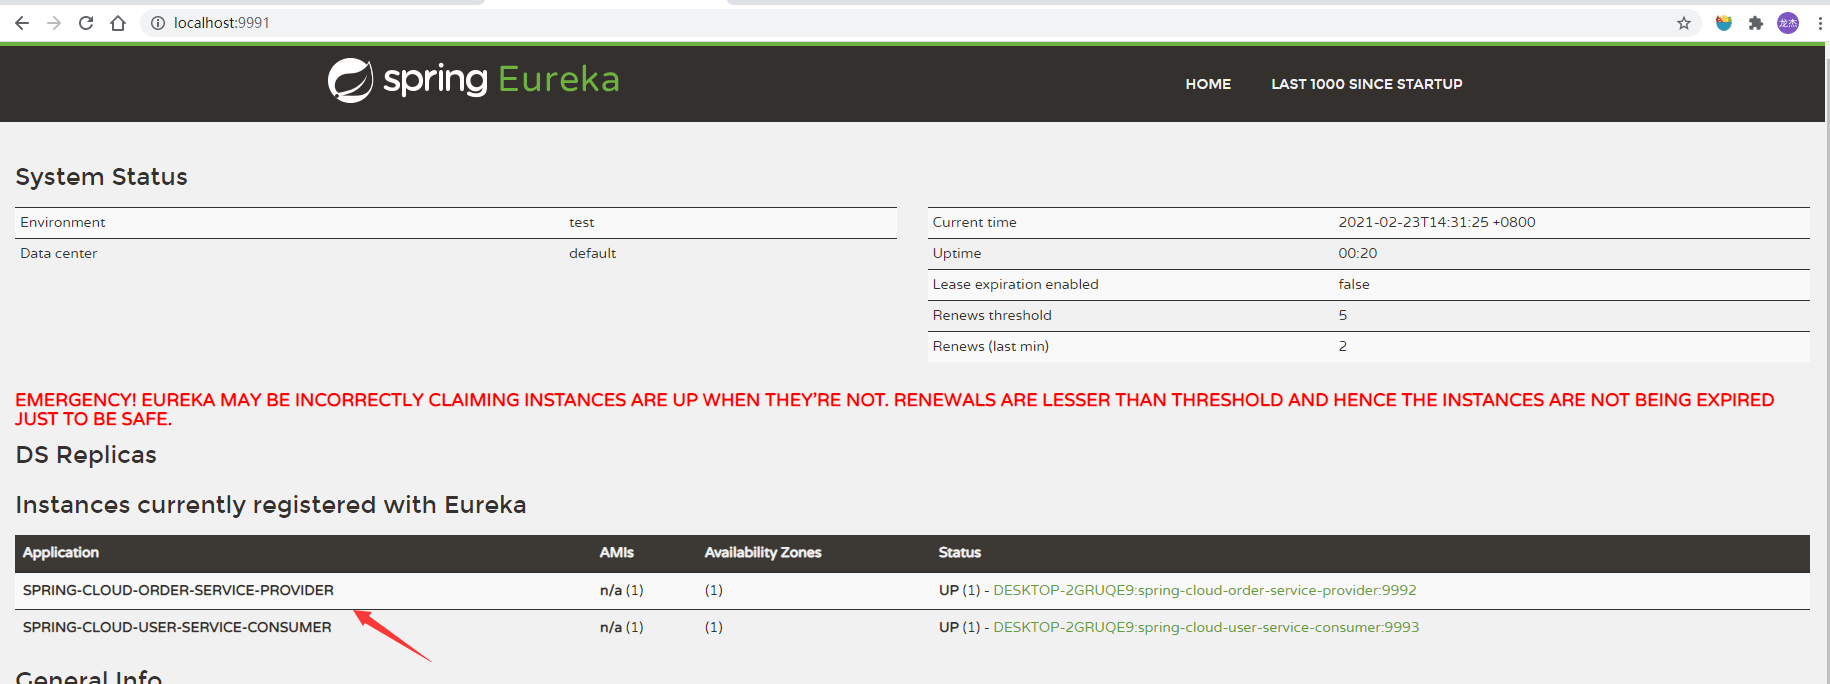 localhost:9991
龙杰
spring Eureka
HOME LAST 1000 SINCE STARTUP
System Status
Environment test
Data center default
Current time 2021-02-23T14:31:25 +0800
Uptime 00:20
Lease expiration enabled false
Renews threshold 5
Renews (last min) 2
EMERGENCY! EUREKA MAY BE INCORRECTLY CLAIMING INSTANCES ARE UP WHEN THEY'RE NOT. RENEWALS ARE LESSER THAN THRESHOLD AND HENCE THE INSTANCES ARE NOT BEING EXPIRED
JUST TO BE SAFE.
DS Replicas
Instances currently registered with Eureka
Application AMIs Availability Zones Status
SPRING-CLOUD-ORDER-SERVICE-PROVIDER n/a (1) (1) UP (1) - DESKTOP-2GRUQE9:spring-cloud-order-service-provider:9992
SPRING-CLOUD-USER-SERVICE-CONSUMER n/a (1) (1) UP (1) - DESKTOP-2GRUQE9:spring-cloud-user-service-consumer:9993
General Info